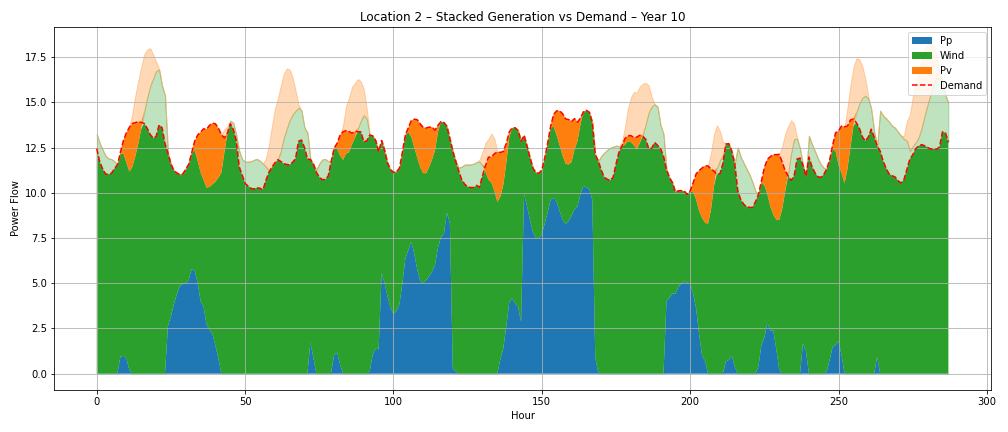 Location 2 – Stacked Generation vs Demand – Year 10
Pp
Wind
Pv
Demand
Power Flow
17.5
15.0
12.5
10.0
7.5
5.0
2.5
0.0
0 50 100 150 200 250 300
Hour